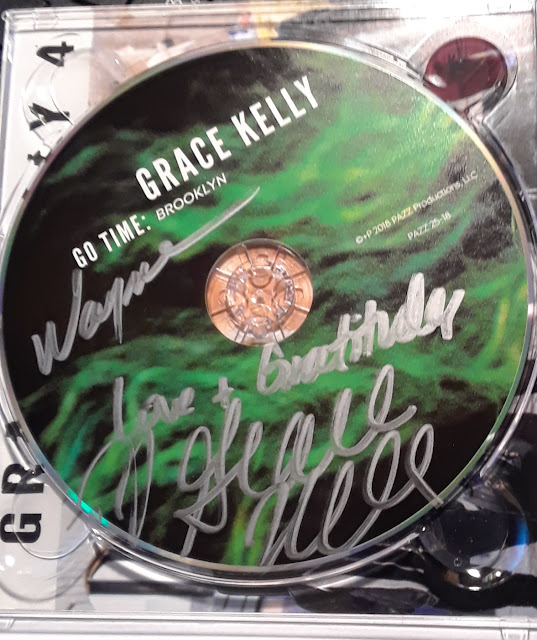 GRACE KELLY
GO TIME: BROOKLYN
©+℗ 2018 PAZZ Productions, LLC
PAZZ 25-18
Wayne
Love + Gratitude
Grace Kelly